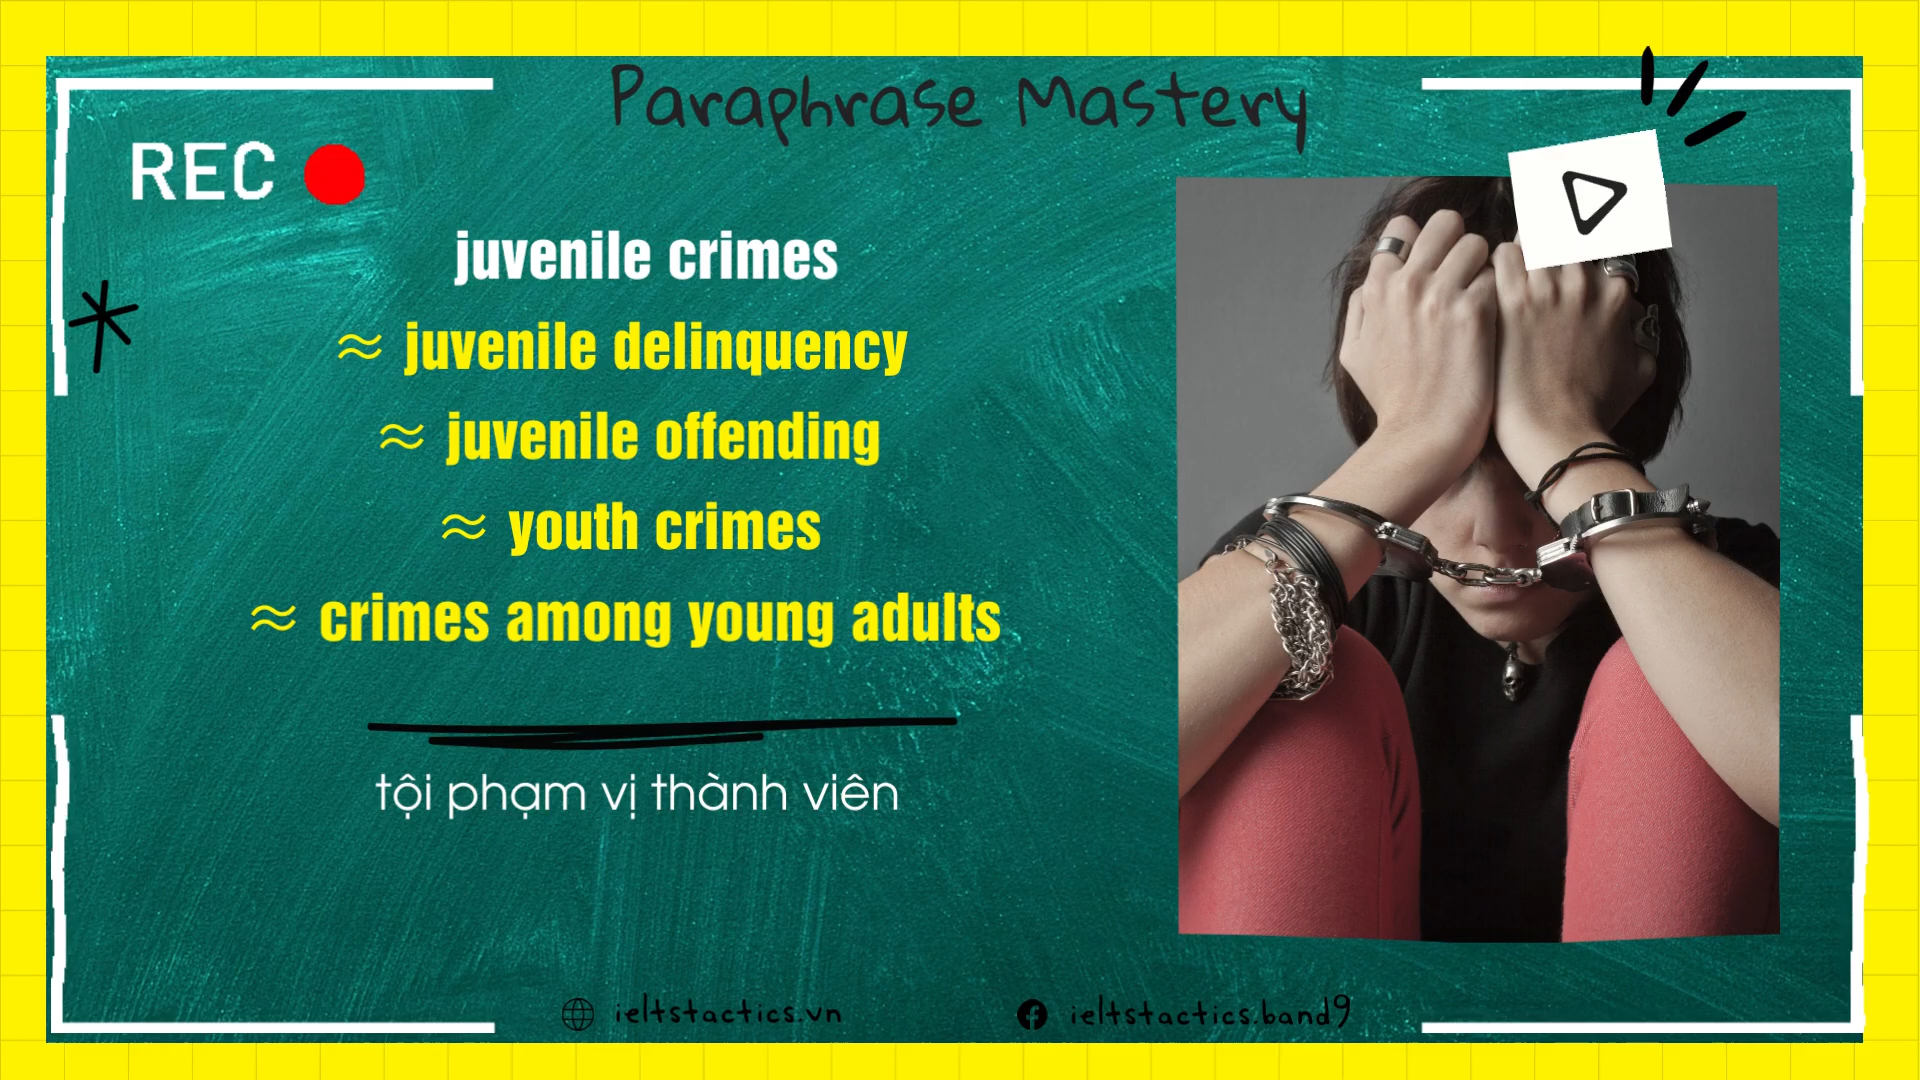 Paraphrase Mastery
REC
juvenile crimes
≈ juvenile delinquency
≈ juvenile offending
≈ youth crimes
≈ crimes among young adults
tội phạm vị thành viên
ieltstactics.vn
ieltstactics.band9